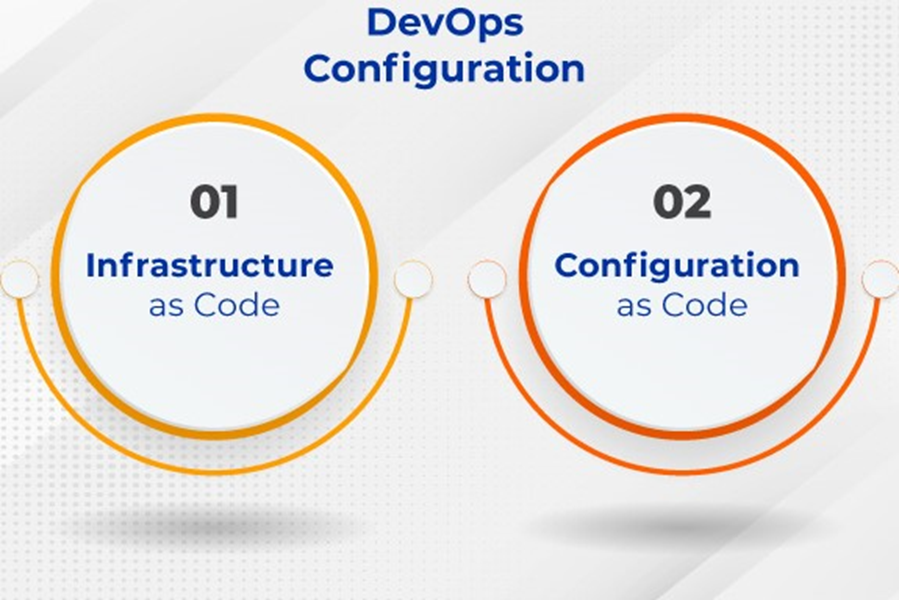 DevOps
Configuration
01
Infrastructure
as Code
02
Configuration
as Code